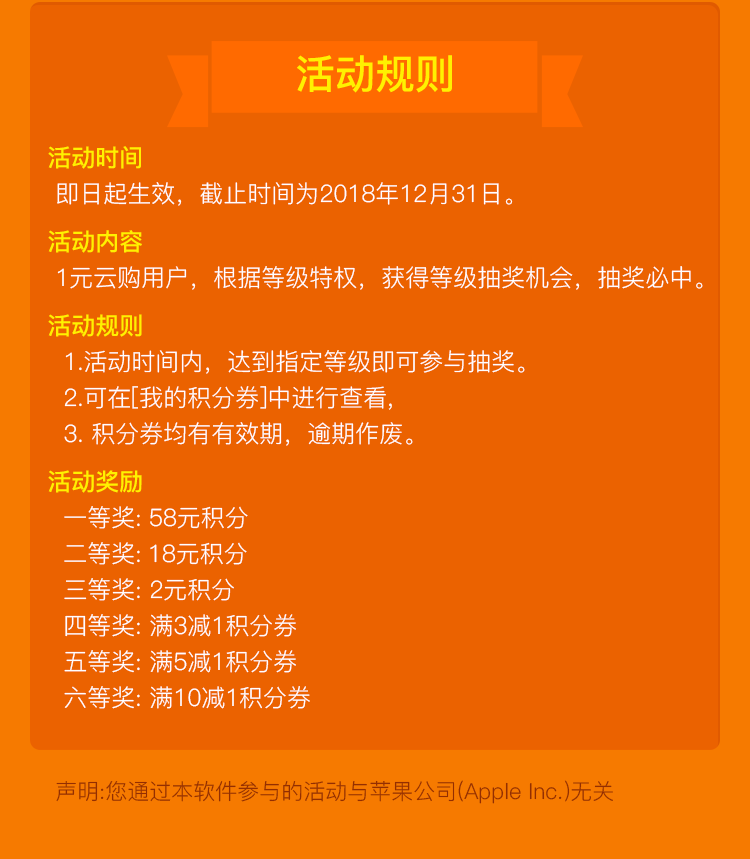 活动规则
活动时间
即日起生效，截止时间为2018年12月31日。
活动内容
1元云购用户，根据等级特权，获得等级抽奖机会，抽奖必中。
活动规则
1.活动时间内，达到指定等级即可参与抽奖。
2.可在[我的积分券]中进行查看,
3. 积分券均有有效期，逾期作废。
活动奖励
一等奖: 58元积分
二等奖: 18元积分
三等奖: 2元积分
四等奖: 满3减1积分券
五等奖: 满5减1积分券
六等奖: 满10减1积分券
声明:您通过本软件参与的活动与苹果公司(Apple Inc.)无关